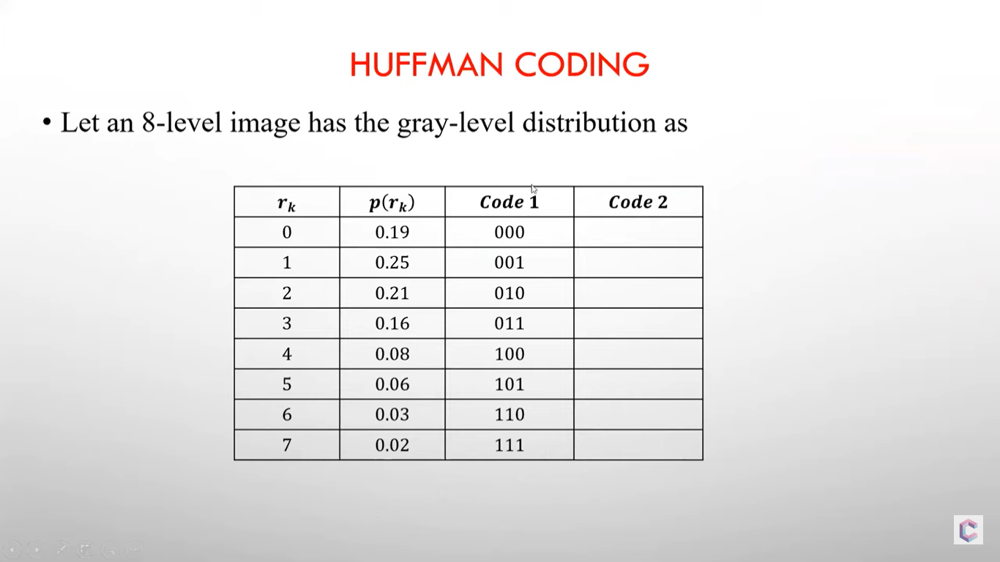 HUFFMAN CODING
• Let an 8-level image has the gray-level distribution as
r_k p(r_k) Code 1 Code 2
0 0.19 000
1 0.25 001
2 0.21 010
3 0.16 011
4 0.08 100
5 0.06 101
6 0.03 110
7 0.02 111
C